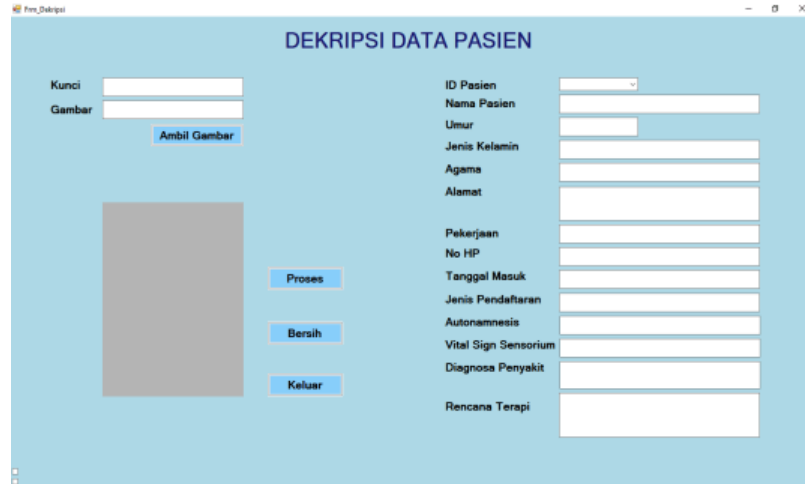 Frm_Dekripsi
DEKRIPSI DATA PASIEN
Kunci
Gambar
Ambil Gambar
Proses
Bersih
Keluar
ID Pasien
Nama Pasien
Umur
Jenis Kelamin
Agama
Alamat
Pekerjaan
No HP
Tanggal Masuk
Jenis Pendaftaran
Autonamnesis
Vital Sign Sensorium
Diagnosa Penyakit
Rencana Terapi